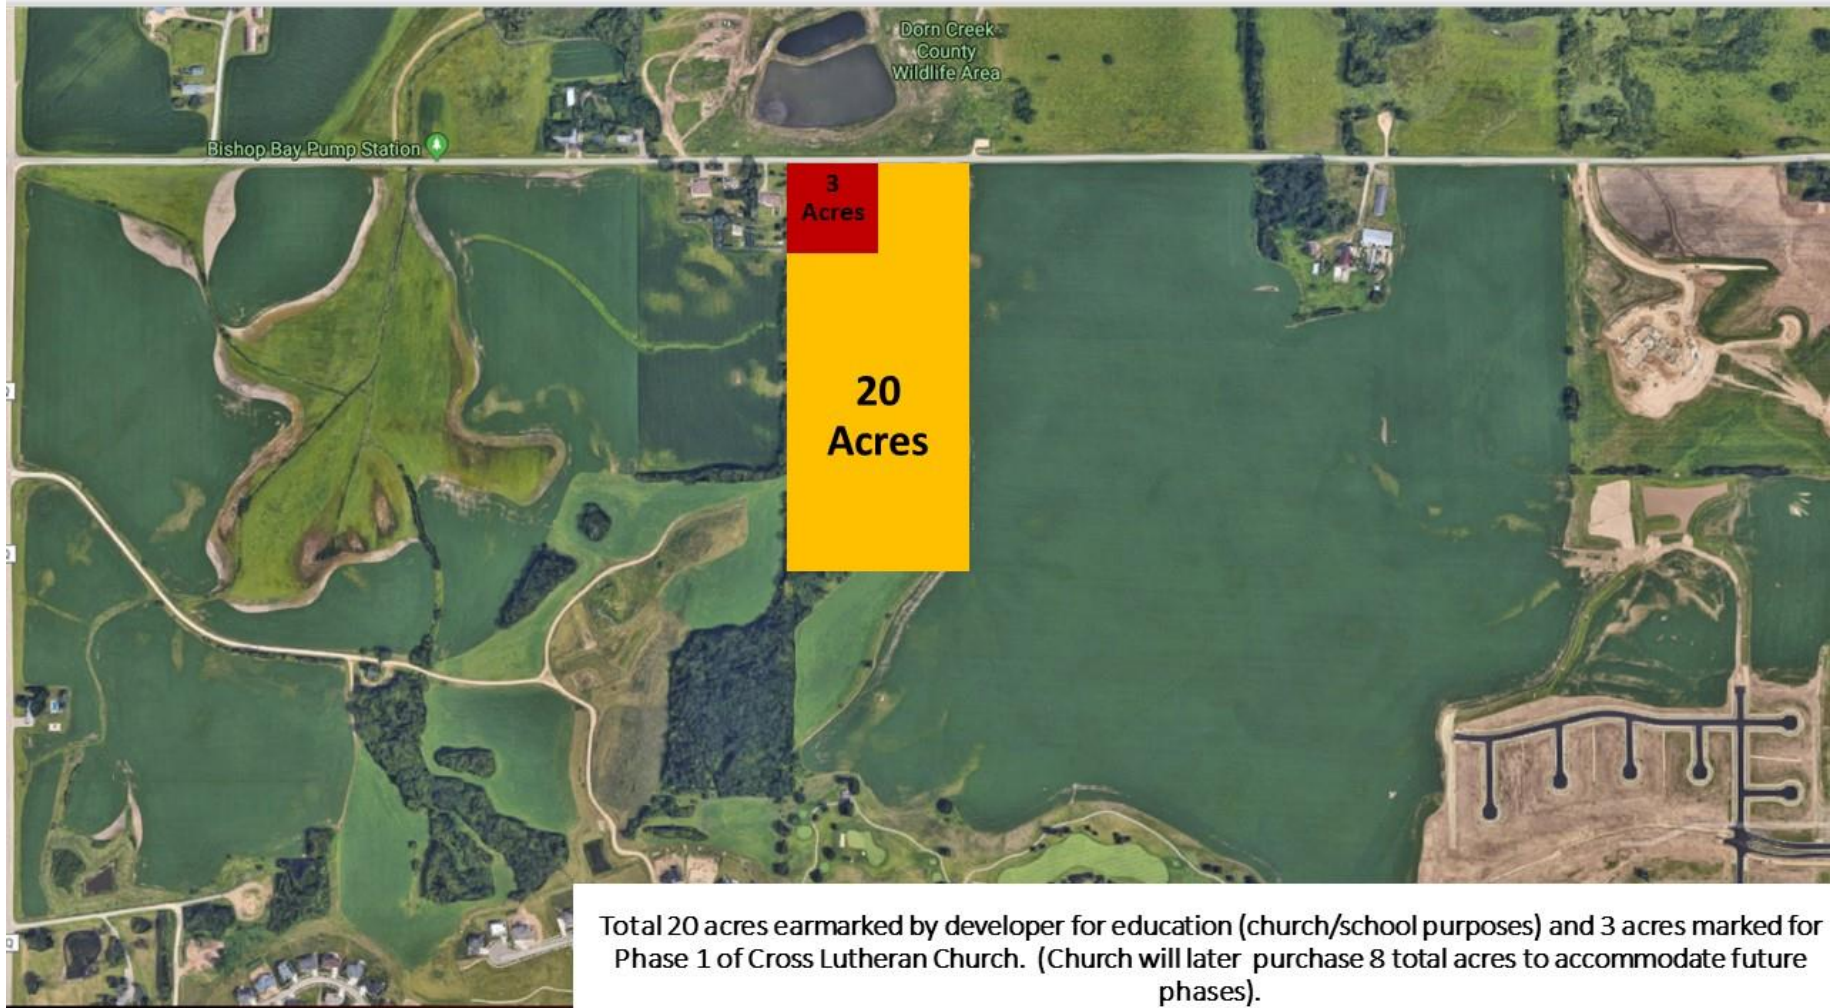 Dorn Creek
County
Wildlife Area
Bishop Bay Pump Station
3
Acres
20
Acres
Total 20 acres earmarked by developer for education (church/school purposes) and 3 acres marked for
Phase 1 of Cross Lutheran Church. (Church will later purchase 8 total acres to accommodate future
phases).